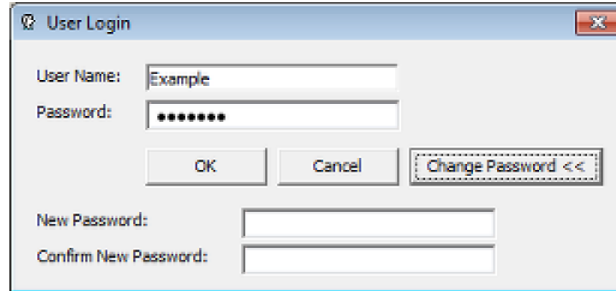 User Login
User Name: Example
Password: •••••••
OK Cancel Change Password <<
New Password:
Confirm New Password: